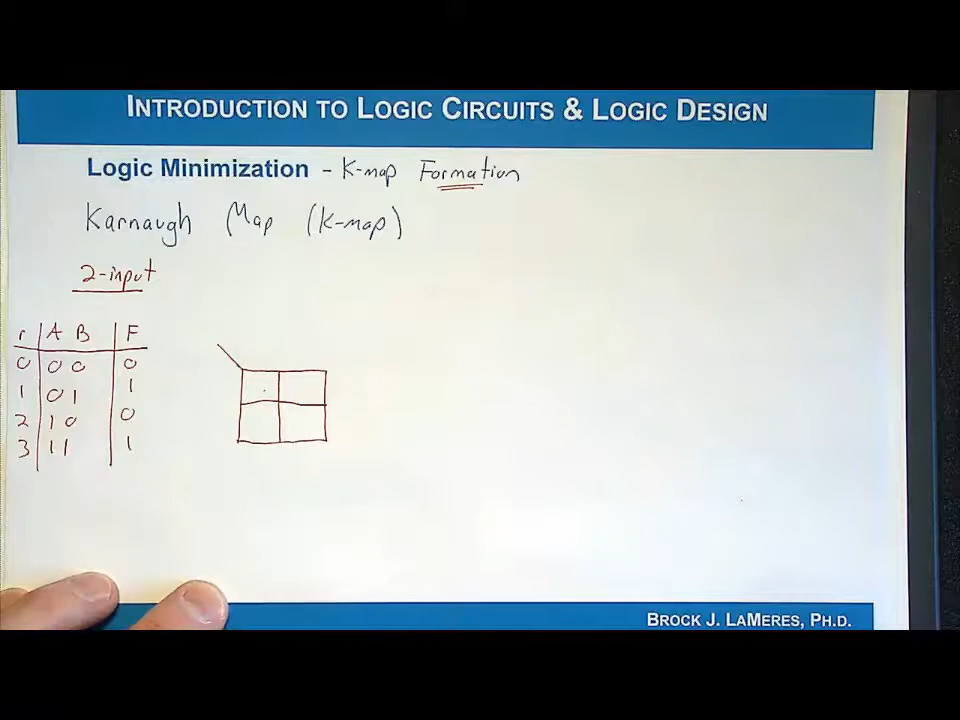 INTRODUCTION TO LOGIC CIRCUITS & LOGIC DESIGN
Logic Minimization - K-map Formation
Karnaugh Map (K-map)
2-input
r A B F
0 0 0 0
1 0 1 1
2 1 0 0
3 1 1 1
BROCK J. LAMERES, PH.D.